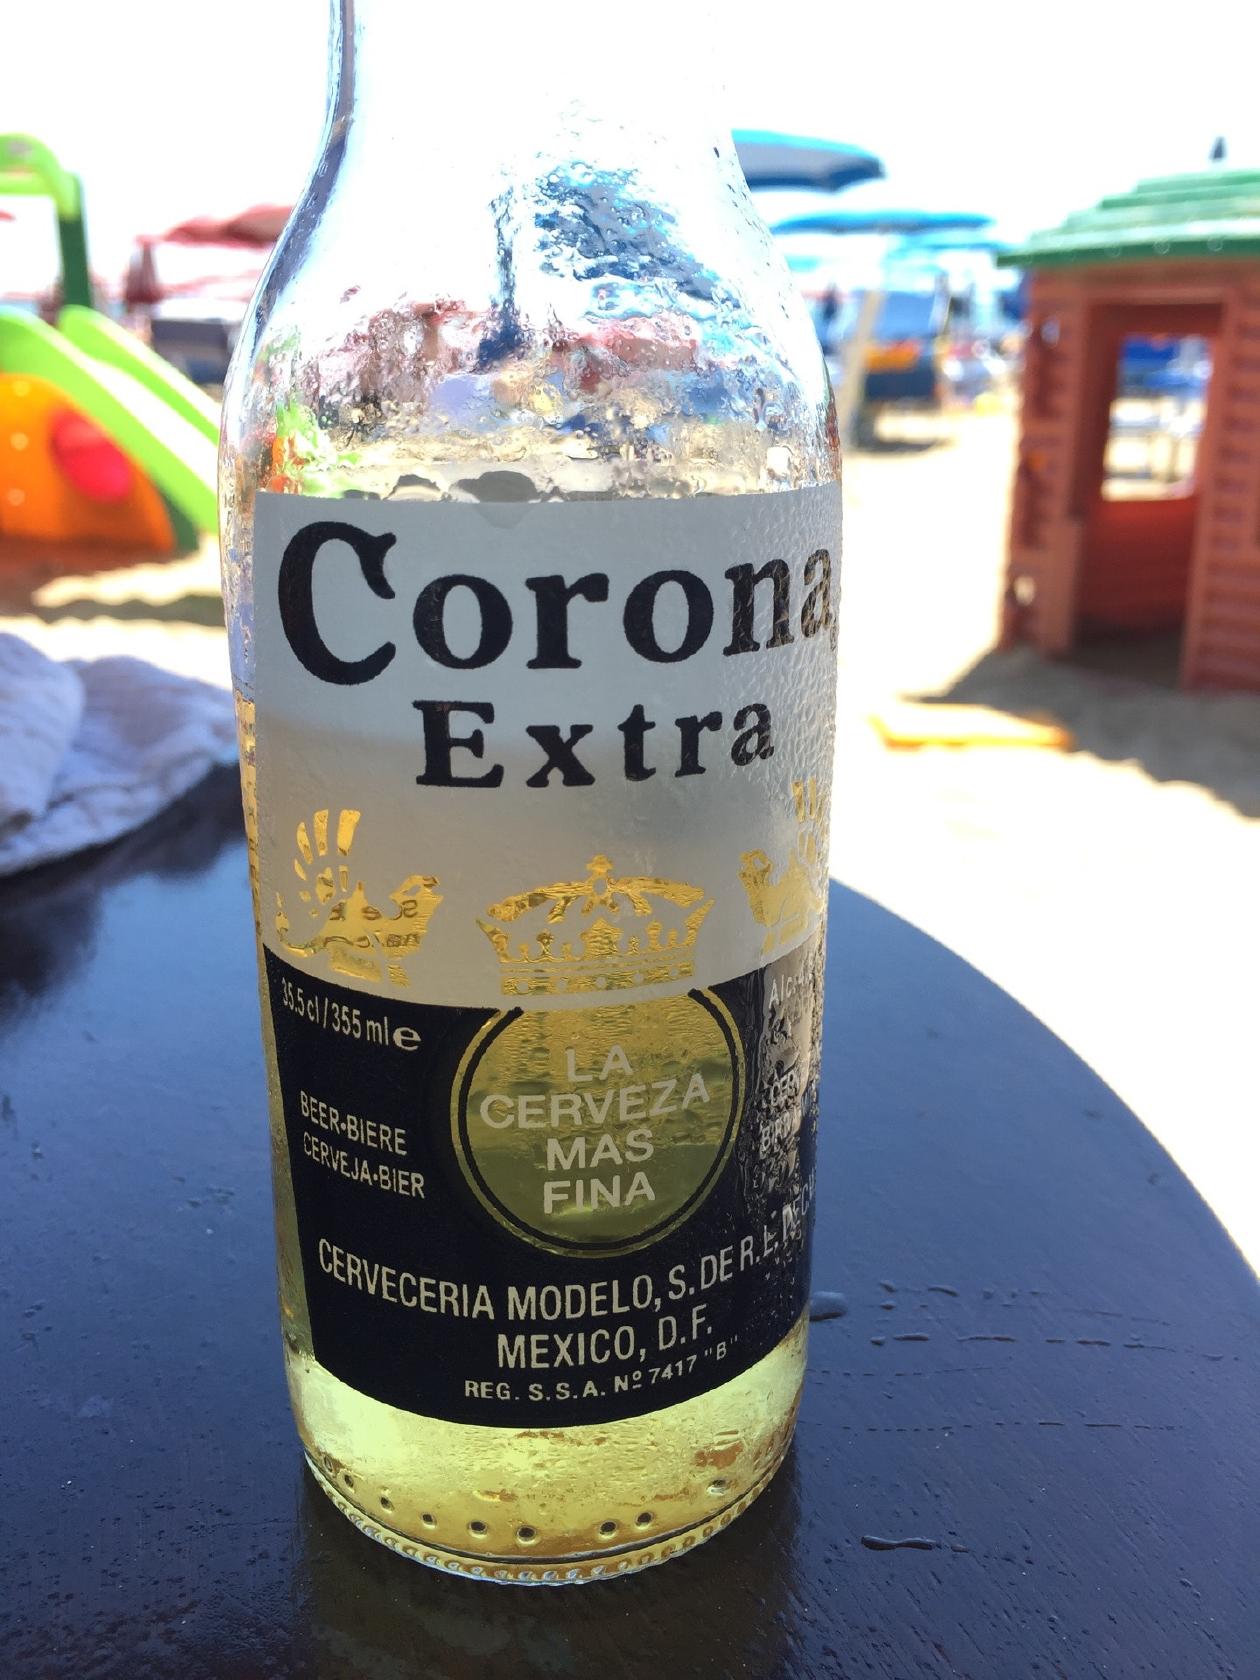 Corona
Extra
35.5 cl / 355 ml e
LA
CERVEZA
MAS
FINA
BEER•BIERE
CERVEJA•BIER
CERVECERIA MODELO, S. DE R.L. DE C.V.
MEXICO, D.F.
REG. S.S.A. Nº 7417 "B"